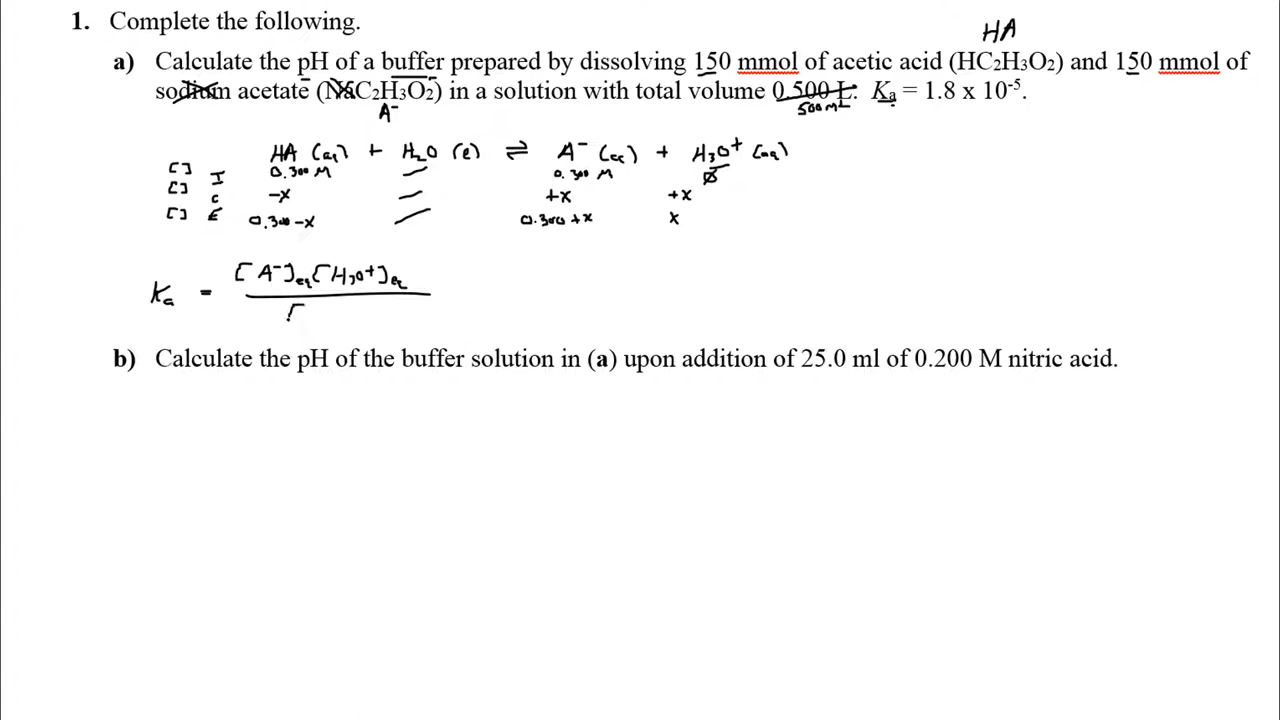 1. Complete the following.
HA
a) Calculate the pH of a buffer prepared by dissolving 150 mmol of acetic acid (HC₂H₃O₂) and 150 mmol of
sodium acetate (NaC₂H₃O₂) in a solution with total volume 0.500 L. Ka = 1.8 x 10⁻⁵.
A⁻ 500 mL
HA (aq) + H₂O (l) ⇌ A⁻ (aq) + H₃O⁺ (aq)
[] I 0.300 M — 0.300 M Ø
[] C -x — +x +x
[] E 0.300-x — 0.300+x x
Ka = [A⁻]eq[H₃O⁺]eq
[
b) Calculate the pH of the buffer solution in (a) upon addition of 25.0 ml of 0.200 M nitric acid.